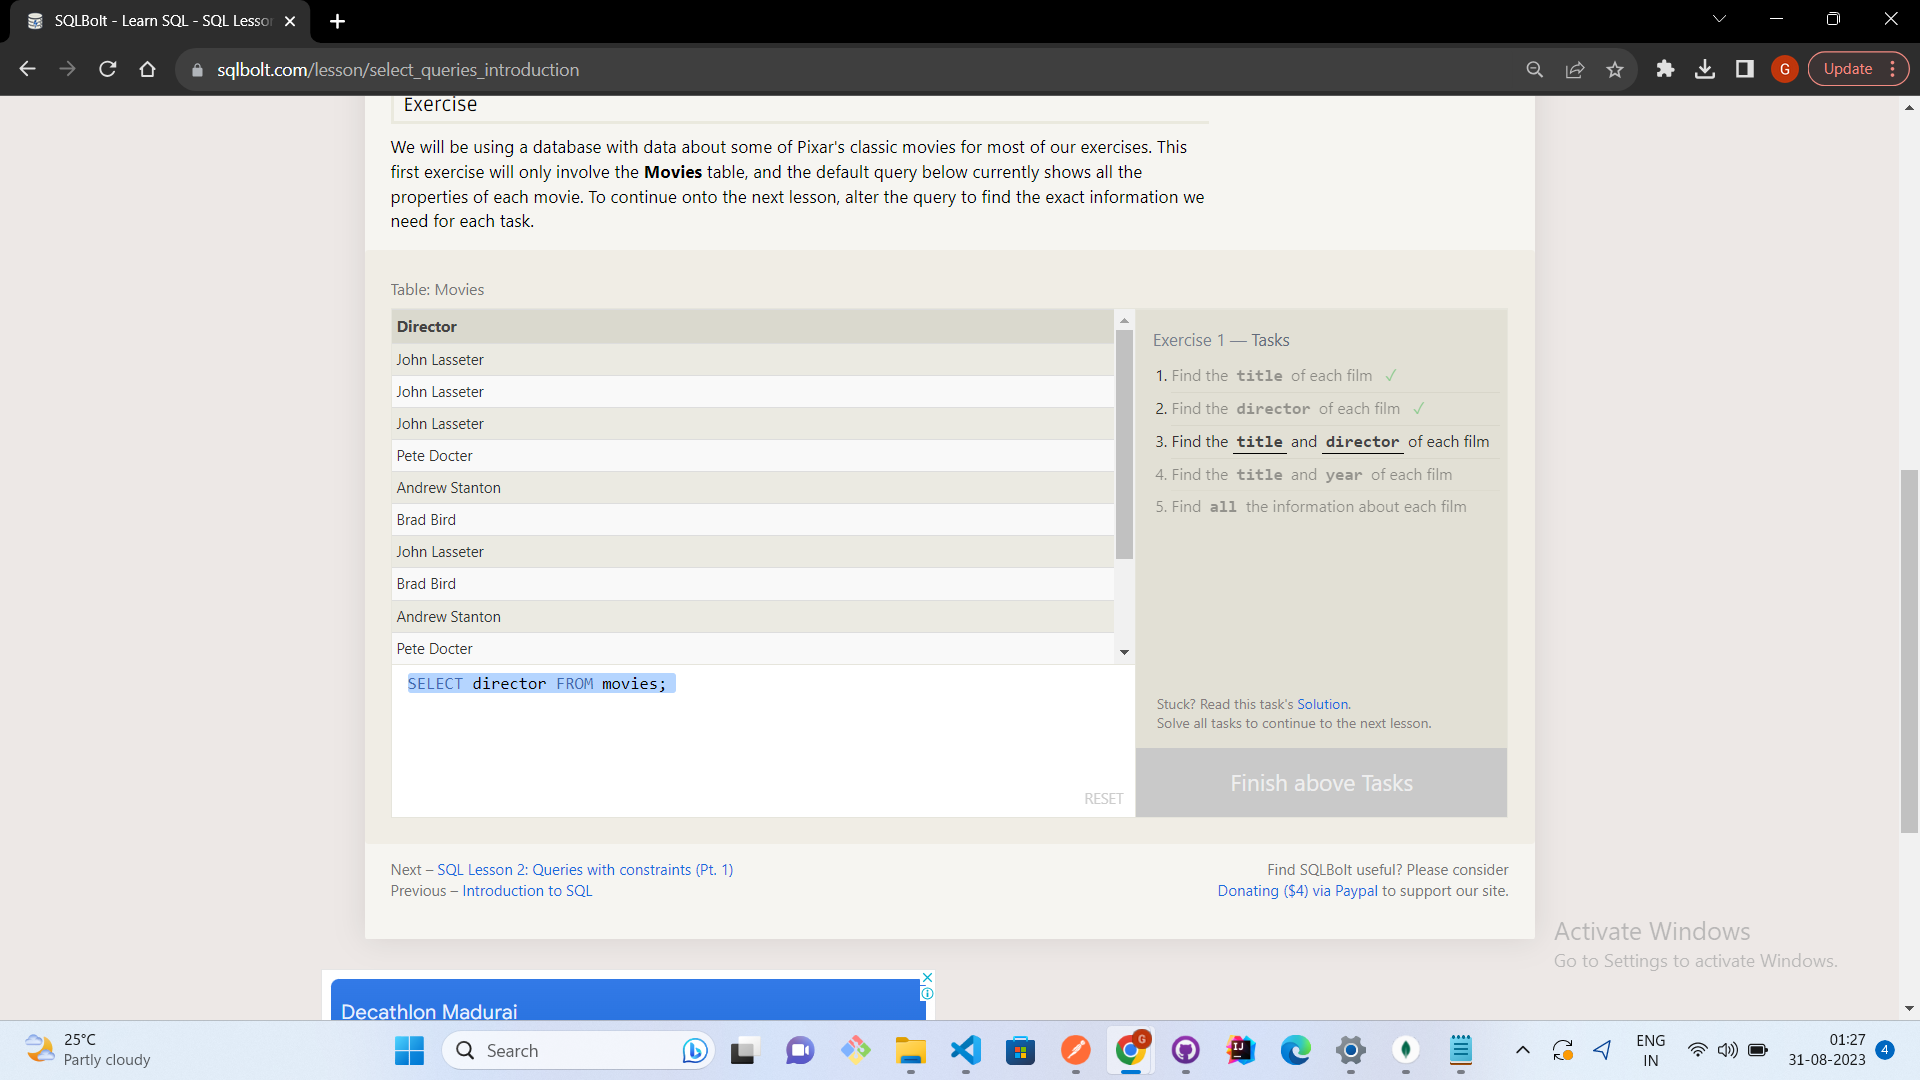 SQLBolt - Learn SQL - SQL Lesson
sqlbolt.com/lesson/select_queries_introduction
G
Update
Exercise
We will be using a database with data about some of Pixar's classic movies for most of our exercises. This
first exercise will only involve the Movies table, and the default query below currently shows all the
properties of each movie. To continue onto the next lesson, alter the query to find the exact information we
need for each task.
Table: Movies
Director
John Lasseter
John Lasseter
John Lasseter
Pete Docter
Andrew Stanton
Brad Bird
John Lasseter
Brad Bird
Andrew Stanton
Pete Docter
SELECT director FROM movies;
RESET
Exercise 1 — Tasks
1. Find the title of each film ✓
2. Find the director of each film ✓
3. Find the title and director of each film
4. Find the title and year of each film
5. Find all the information about each film
Stuck? Read this task's Solution.
Solve all tasks to continue to the next lesson.
Finish above Tasks
Next – SQL Lesson 2: Queries with constraints (Pt. 1)
Previous – Introduction to SQL
Find SQLBolt useful? Please consider
Donating ($4) via Paypal to support our site.
Activate Windows
Go to Settings to activate Windows.
Decathlon Madurai
25°C
Partly cloudy
Search
G
IJ
ENG
IN
01:27
31-08-2023
4